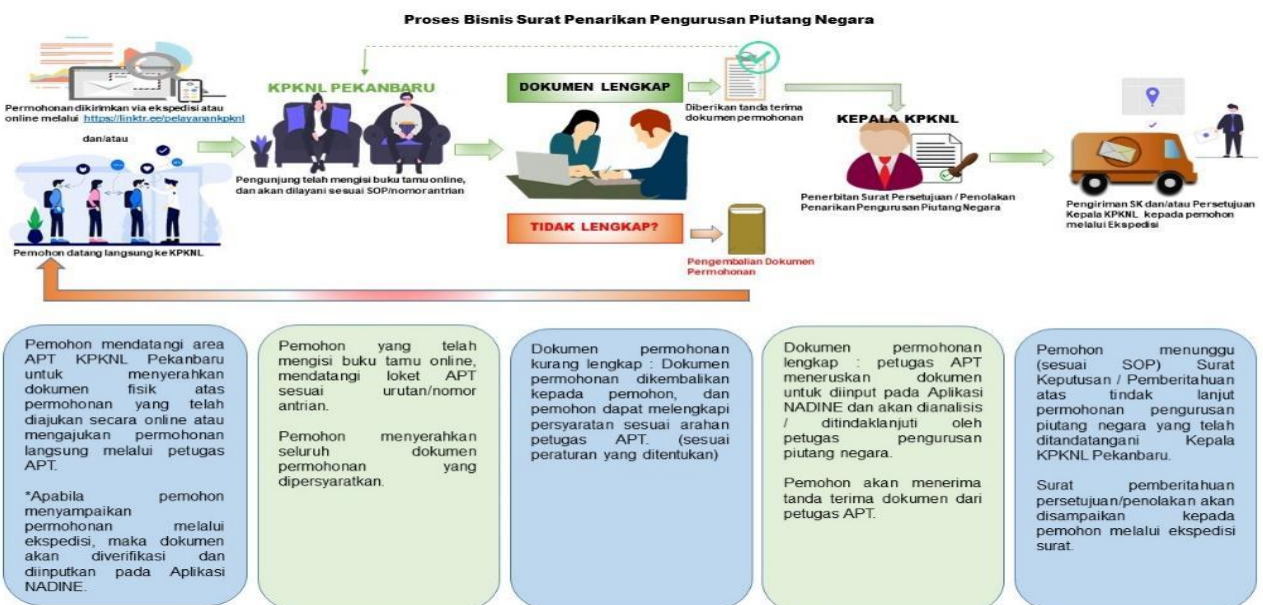 Proses Bisnis Surat Penarikan Pengurusan Piutang Negara
Permohonan dikirimkan via ekspedisi atau
online melalui https://linktr.ee/pelayanankpknl
dan/atau
Pemohon datang langsung ke KPKNL
KPKNL PEKANBARU
Pengunjung telah mengisi buku tamu online,
dan akan dilayani sesuai SOP/nomor antrian
DOKUMEN LENGKAP
TIDAK LENGKAP?
Diberikan tanda terima
dokumen permohonan
Pengembalian Dokumen
Permohonan
KEPALA KPKNL
Penerbitan Surat Persetujuan / Penolakan
Penarikan Pengurusan Piutang Negara
Pengiriman SK dan/atau Persetujuan
Kepala KPKNL kepada pemohon
melalui Ekspedisi
Pemohon mendatangi area
APT KPKNL Pekanbaru
untuk menyerahkan
dokumen fisik atas
permohonan yang telah
diajukan secara online atau
mengajukan permohonan
langsung melalui petugas
APT.
*Apabila pemohon
menyampaikan
permohonan melalui
ekspedisi, maka dokumen
akan diverifikasi dan
diinputkan pada Aplikasi
NADINE.
Pemohon yang telah
mengisi buku tamu online,
mendatangi loket APT
sesuai urutan/nomor
antrian.
Pemohon menyerahkan
seluruh dokumen
permohonan yang
dipersyaratkan.
Dokumen permohonan
kurang lengkap : Dokumen
permohonan dikembalikan
kepada pemohon, dan
pemohon dapat melengkapi
persyaratan sesuai arahan
petugas APT. (sesuai
peraturan yang ditentukan)
Dokumen permohonan
lengkap : petugas APT
meneruskan dokumen
untuk diinput pada Aplikasi
NADINE dan akan dianalisis
/ ditindaklanjuti oleh
petugas pengurusan
piutang negara.
Pemohon akan menerima
tanda terima dokumen dari
petugas APT.
Pemohon menunggu
(sesuai SOP) Surat
Keputusan / Pemberitahuan
atas tindak lanjut
permohonan pengurusan
piutang negara yang telah
ditandatangani Kepala
KPKNL Pekanbaru.
Surat pemberitahuan
persetujuan/penolakan akan
disampaikan kepada
pemohon melalui ekspedisi
surat.